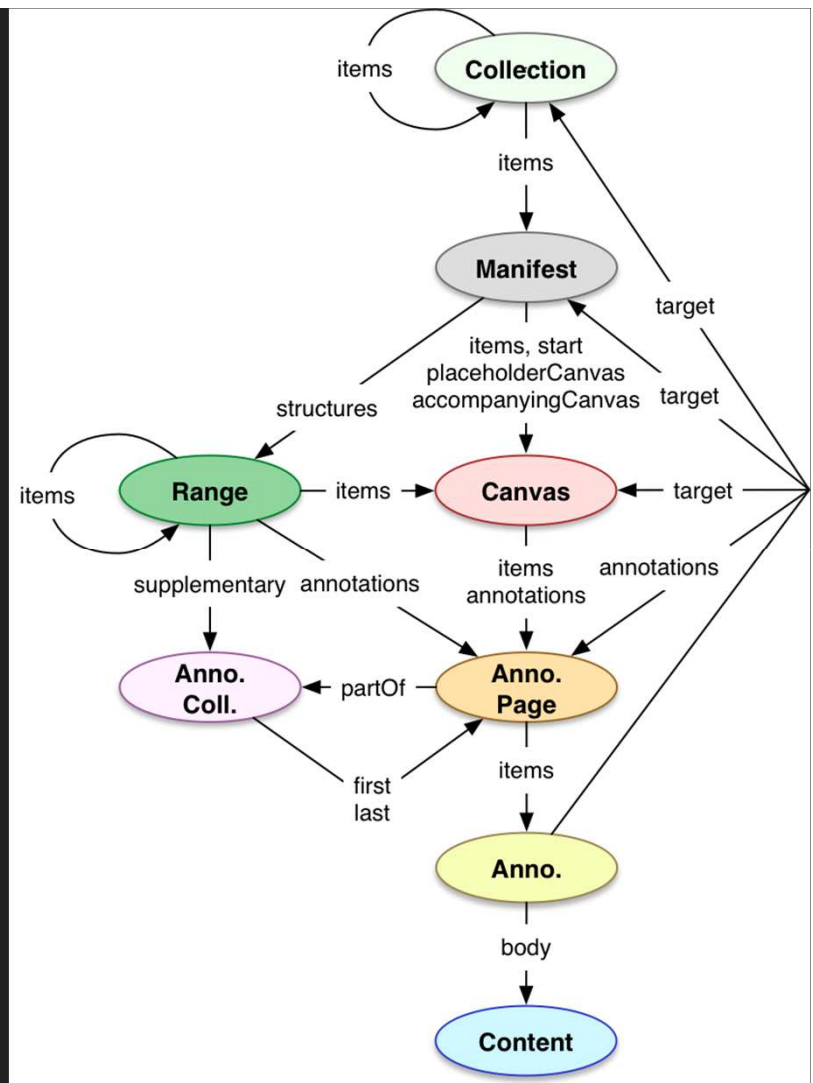 items
Collection
items
Manifest
target
items, start
placeholderCanvas
accompanyingCanvas
target
structures
items
Range
items
Canvas
target
supplementary
annotations
items
annotations
annotations
Anno.
Coll.
partOf
Anno.
Page
first
last
items
Anno.
body
Content